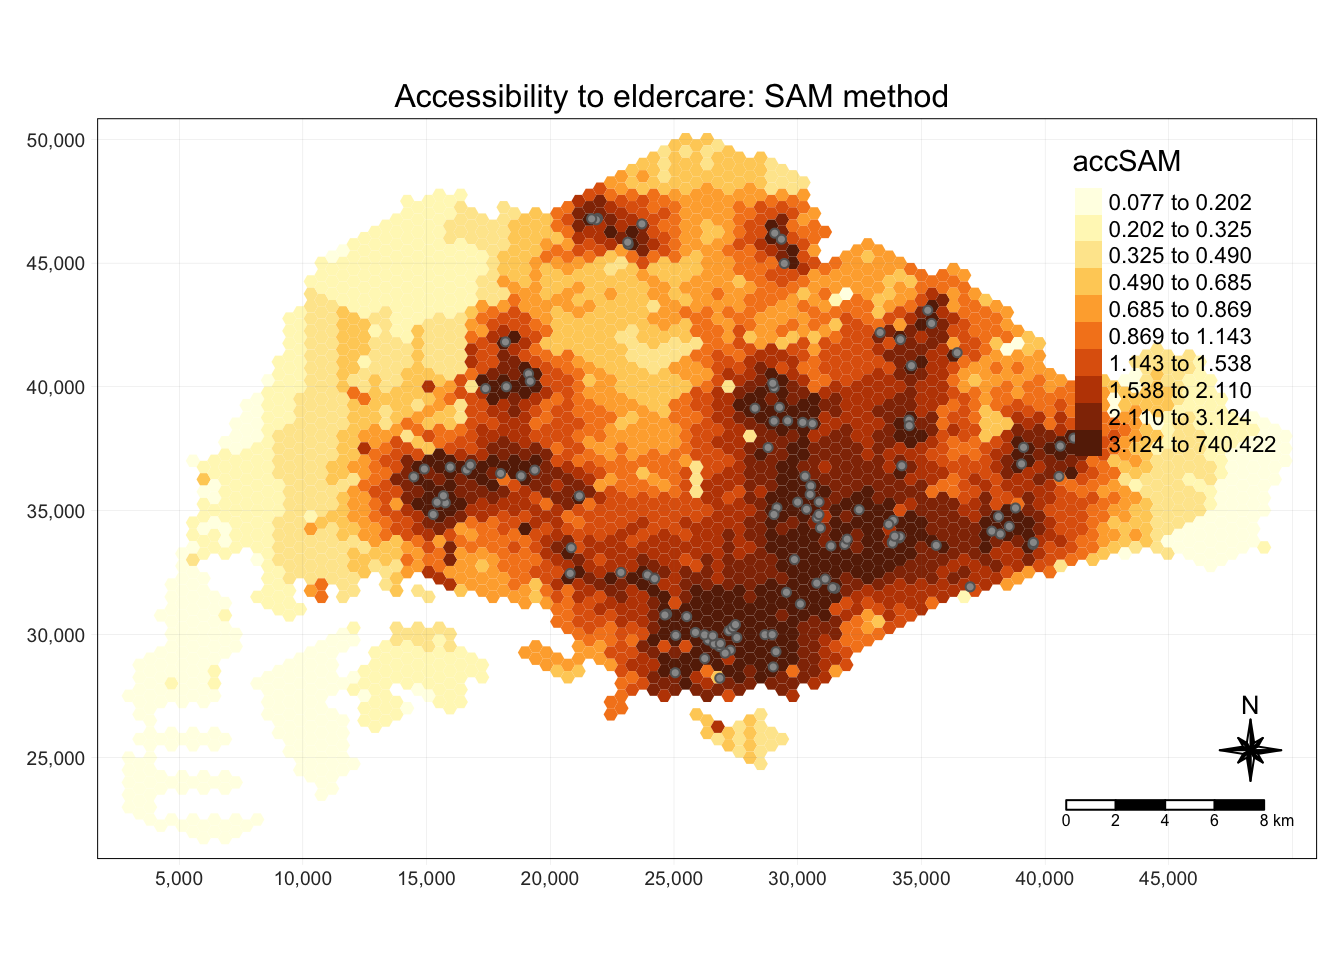 Accessibility to eldercare: SAM method
50,000
45,000
40,000
35,000
30,000
25,000
accSAM
0.077 to 0.202
0.202 to 0.325
0.325 to 0.490
0.490 to 0.685
0.685 to 0.869
0.869 to 1.143
1.143 to 1.538
1.538 to 2.110
2.110 to 3.124
3.124 to 740.422
N
0 2 4 6 8 km
5,000 10,000 15,000 20,000 25,000 30,000 35,000 40,000 45,000